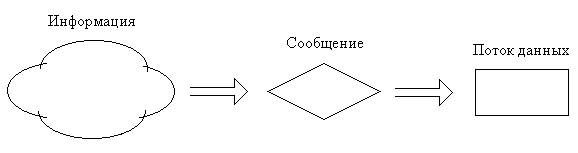 Информация
Сообщение
Поток данных